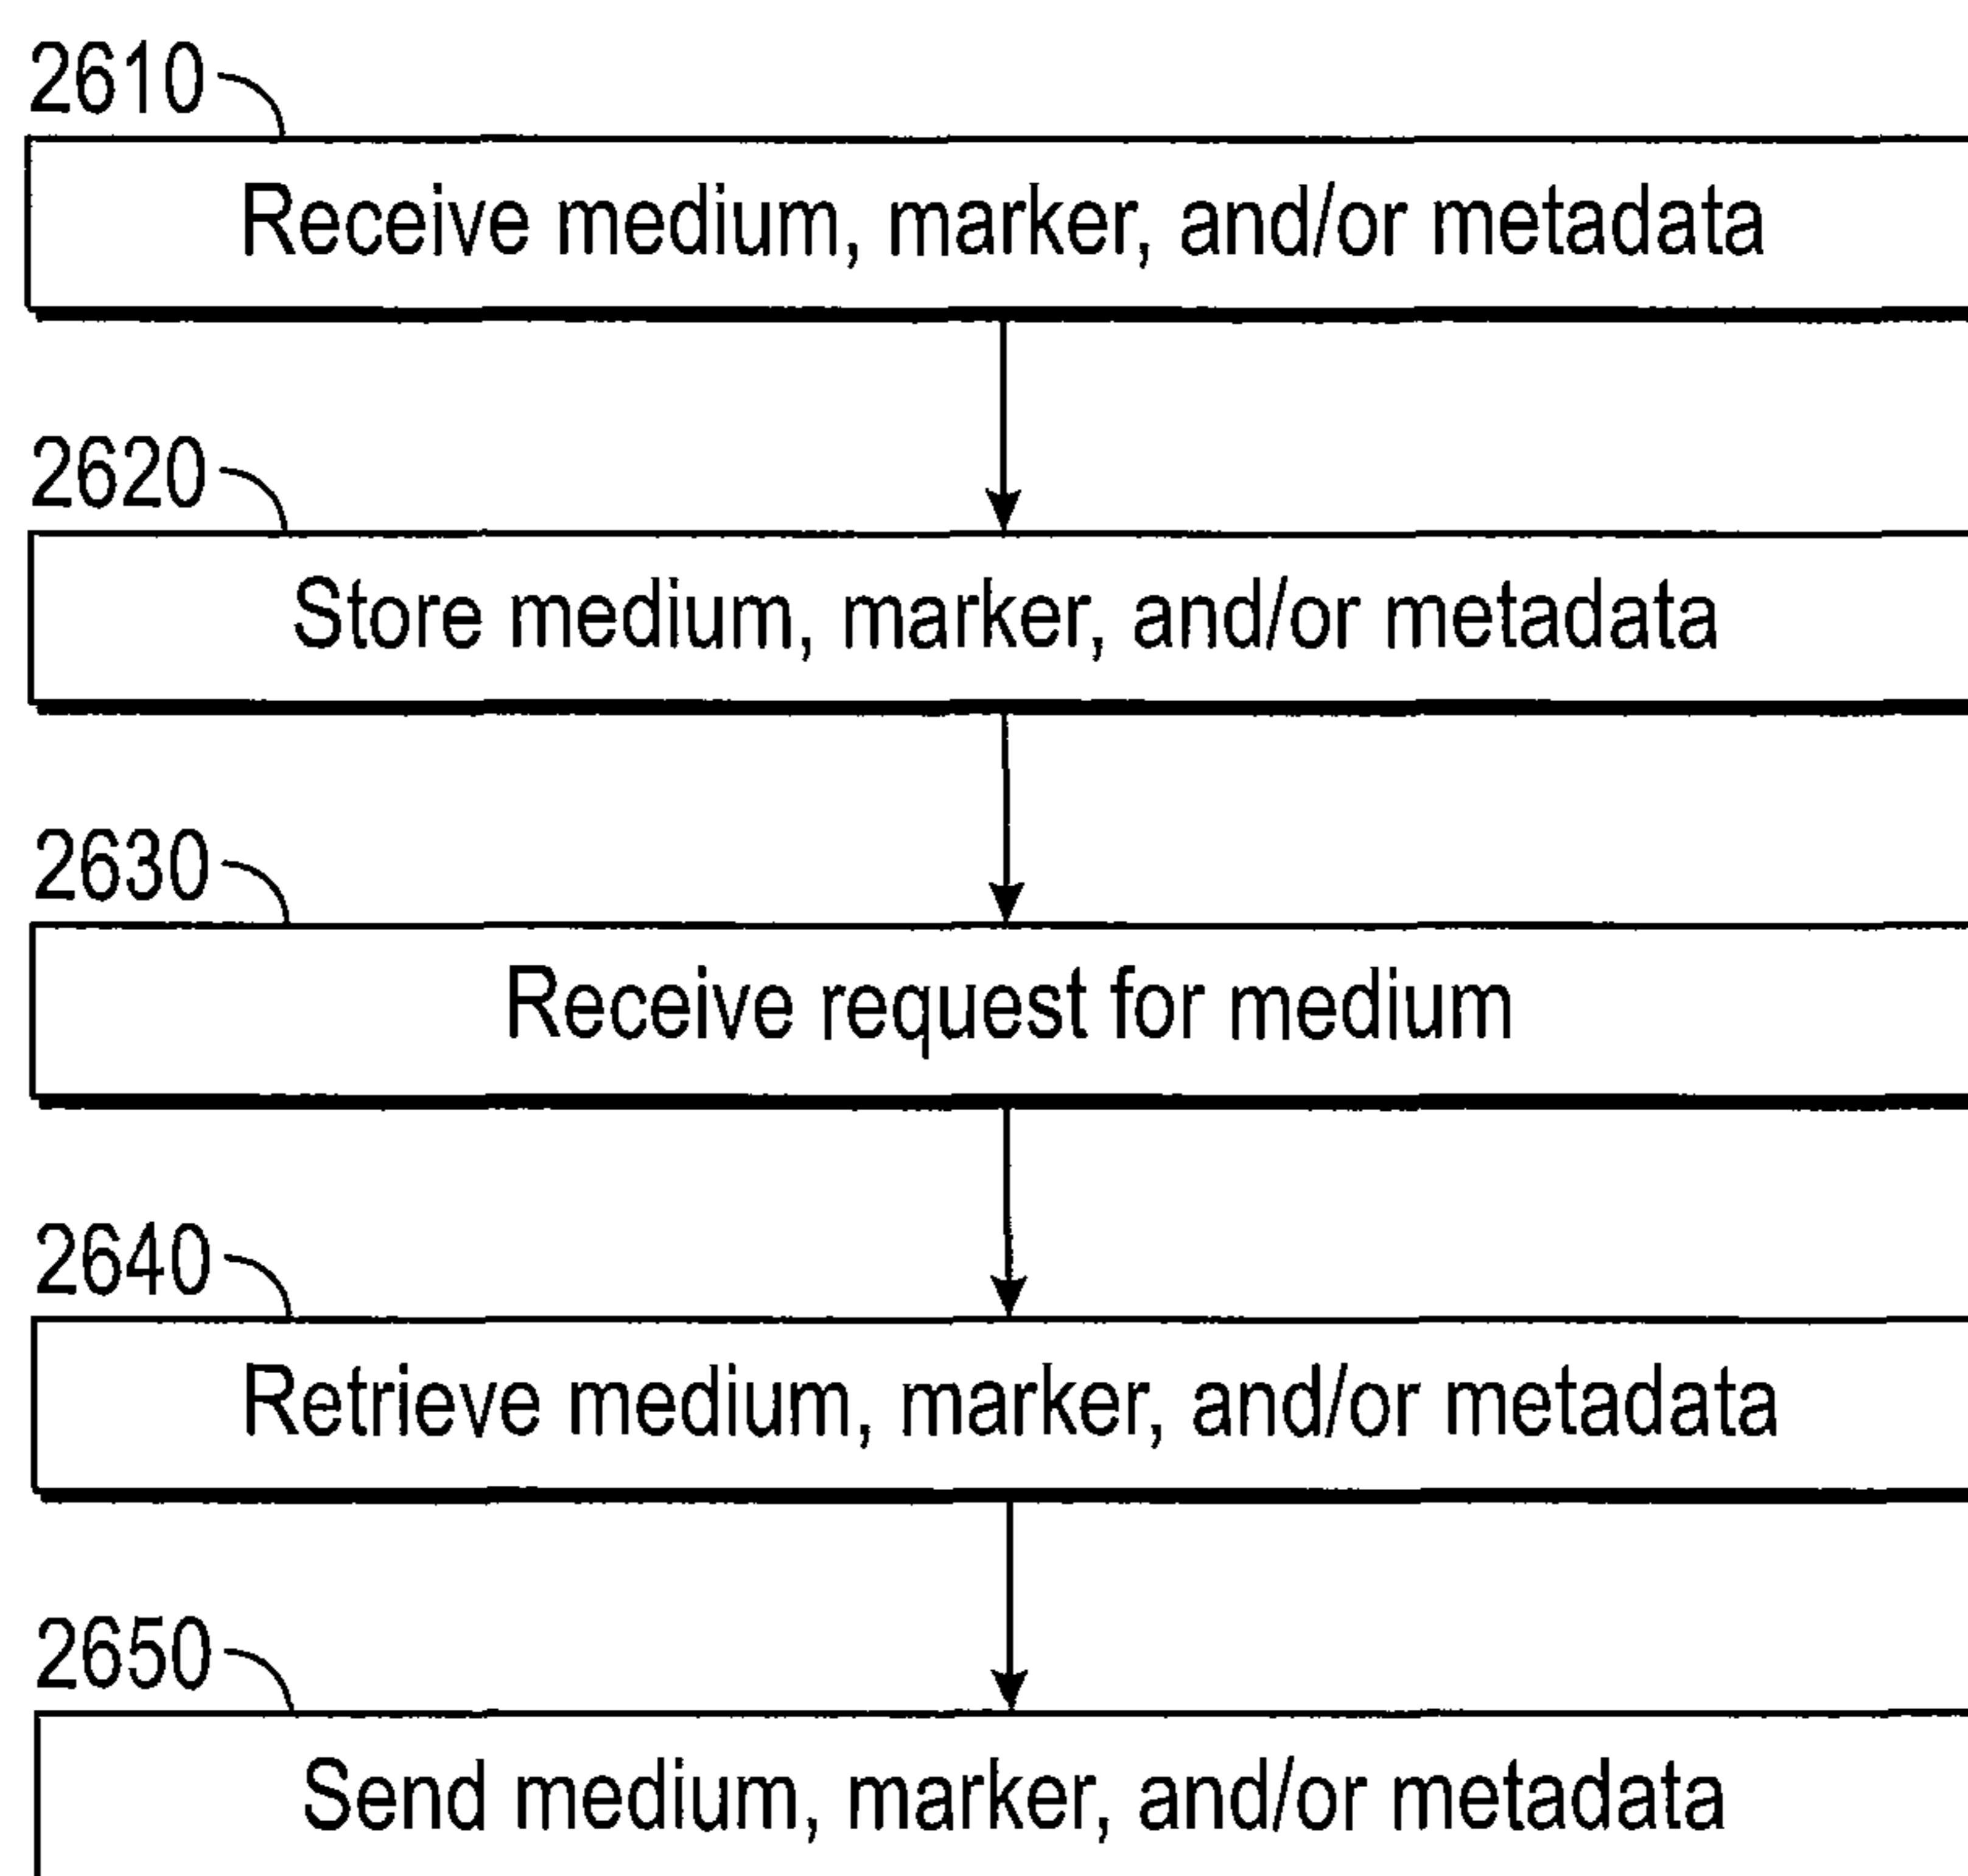 2610
Receive medium, marker, and/or metadata
2620
Store medium, marker, and/or metadata
2630
Receive request for medium
2640
Retrieve medium, marker, and/or metadata
2650
Send medium, marker, and/or metadata